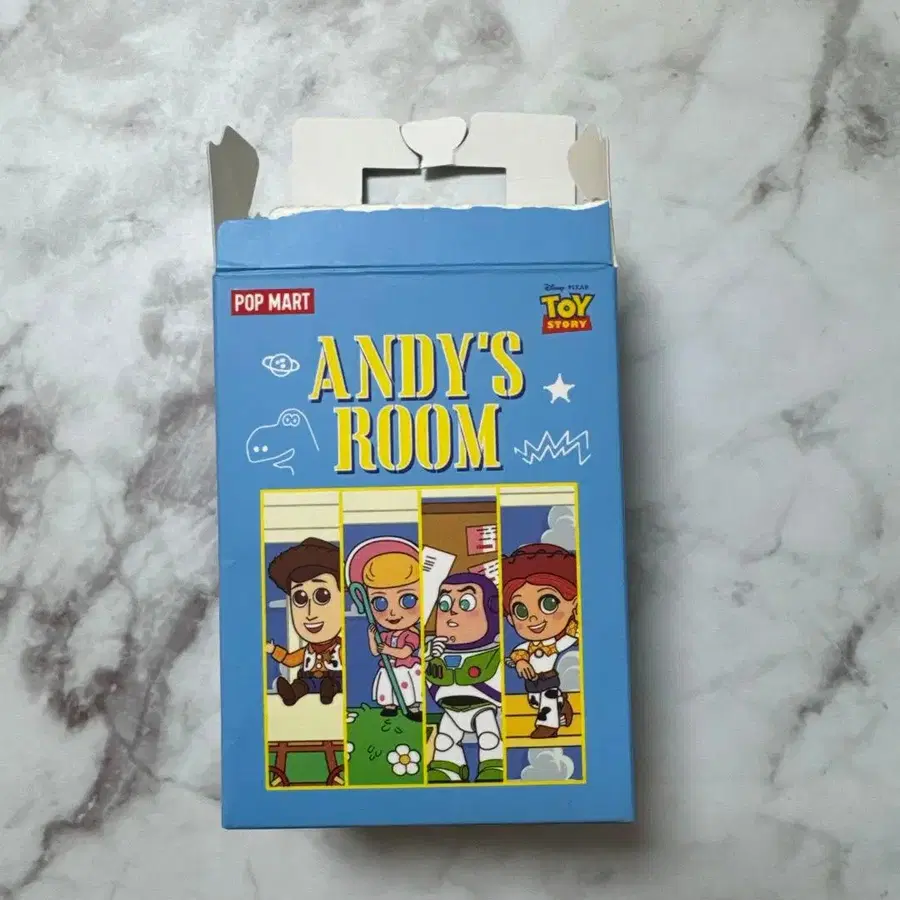 POP MART
Disney · PIXAR
TOY
STORY
ANDY'S
ROOM